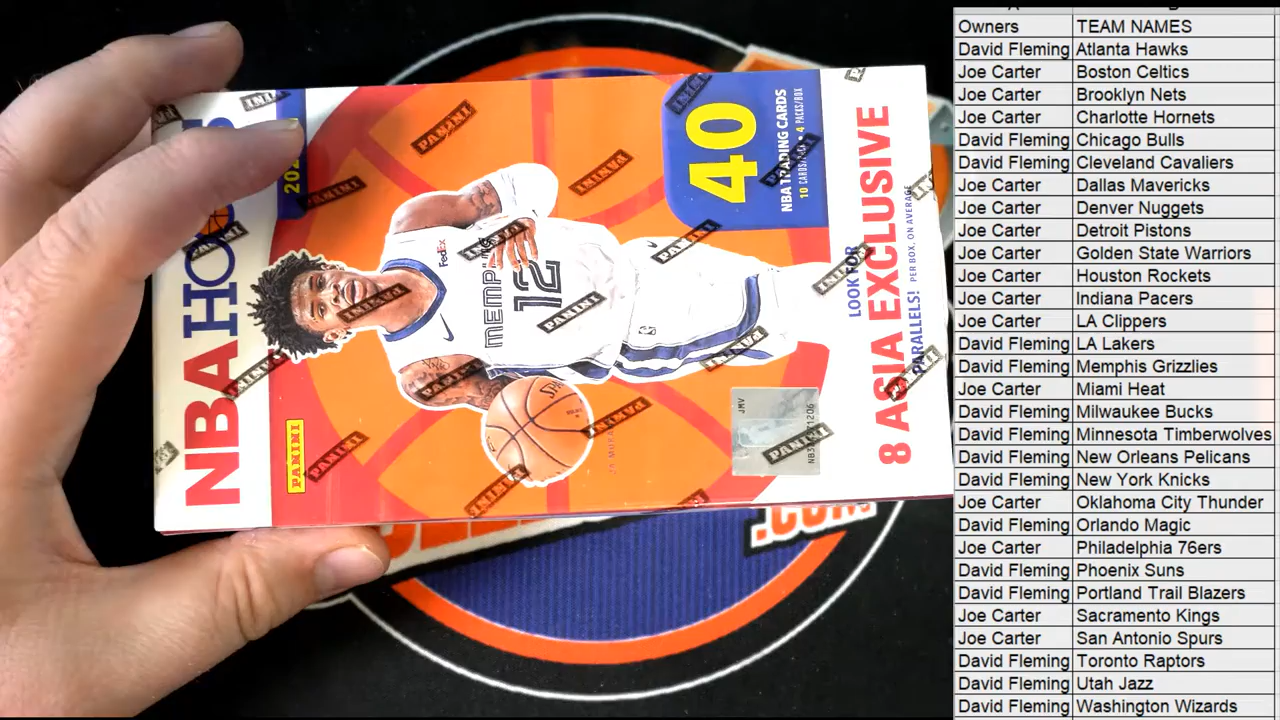 NBA HOOPS
PANINI
40
NBA TRADING CARDS
4 PACKS/BOX
8 ASIA EXCLUSIVE
LOOK FOR
PARALLELS! PER BOX, ON AVERAGE
FedEx
MEMP
12
PANINI
JMV
.com
Owners TEAM NAMES
David Fleming Atlanta Hawks
Joe Carter Boston Celtics
Joe Carter Brooklyn Nets
Joe Carter Charlotte Hornets
David Fleming Chicago Bulls
David Fleming Cleveland Cavaliers
Joe Carter Dallas Mavericks
Joe Carter Denver Nuggets
Joe Carter Detroit Pistons
Joe Carter Golden State Warriors
Joe Carter Houston Rockets
Joe Carter Indiana Pacers
Joe Carter LA Clippers
David Fleming LA Lakers
David Fleming Memphis Grizzlies
Joe Carter Miami Heat
David Fleming Milwaukee Bucks
David Fleming Minnesota Timberwolves
David Fleming New Orleans Pelicans
David Fleming New York Knicks
Joe Carter Oklahoma City Thunder
David Fleming Orlando Magic
Joe Carter Philadelphia 76ers
David Fleming Phoenix Suns
David Fleming Portland Trail Blazers
Joe Carter Sacramento Kings
Joe Carter San Antonio Spurs
David Fleming Toronto Raptors
David Fleming Utah Jazz
David Fleming Washington Wizards